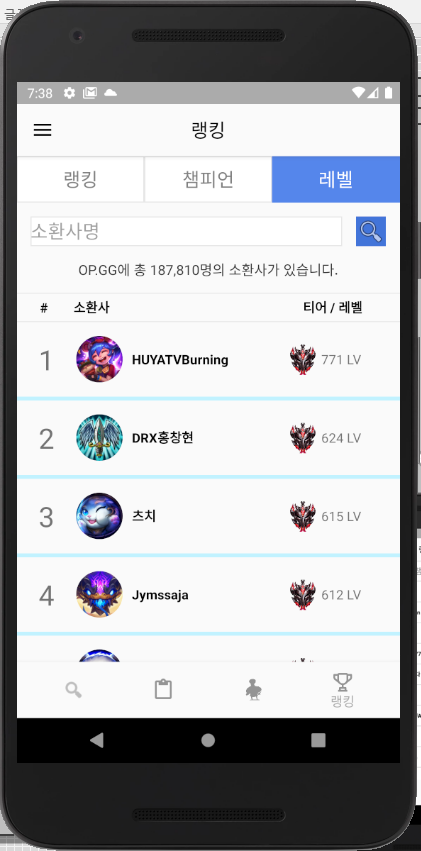 7:38
랭킹
랭킹 챔피언 레벨
소환사명
OP.GG에 총 187,810명의 소환사가 있습니다.
# 소환사 티어 / 레벨
1 HUYATVBurning 771 LV
2 DRX홍창현 624 LV
3 츠치 615 LV
4 Jymssaja 612 LV
랭킹